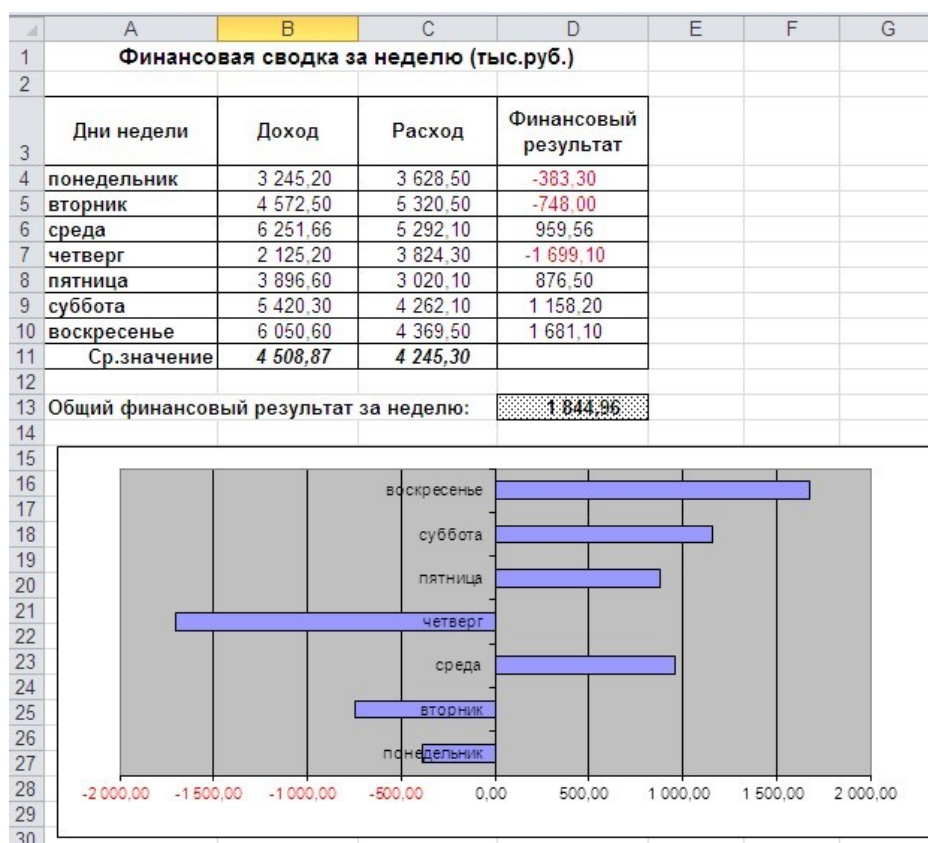 A B C D E F G
1 Финансовая сводка за неделю (тыс.руб.)
2
3 Дни недели Доход Расход Финансовый результат
4 понедельник 3 245,20 3 628,50 -383,30
5 вторник 4 572,50 5 320,50 -748,00
6 среда 6 251,66 5 292,10 959,56
7 четверг 2 125,20 3 824,30 -1 699,10
8 пятница 3 896,60 3 020,10 876,50
9 суббота 5 420,30 4 262,10 1 158,20
10 воскресенье 6 050,60 4 369,50 1 681,10
11 Ср.значение 4 508,87 4 245,30
12
13 Общий финансовый результат за неделю: 1 844,96
14
15
16 воскресенье
17
18 суббота
19
20 пятница
21
22 четверг
23 среда
24
25 вторник
26
27 понедельник
28 -2 000,00 -1 500,00 -1 000,00 -500,00 0,00 500,00 1 000,00 1 500,00 2 000,00
29
30